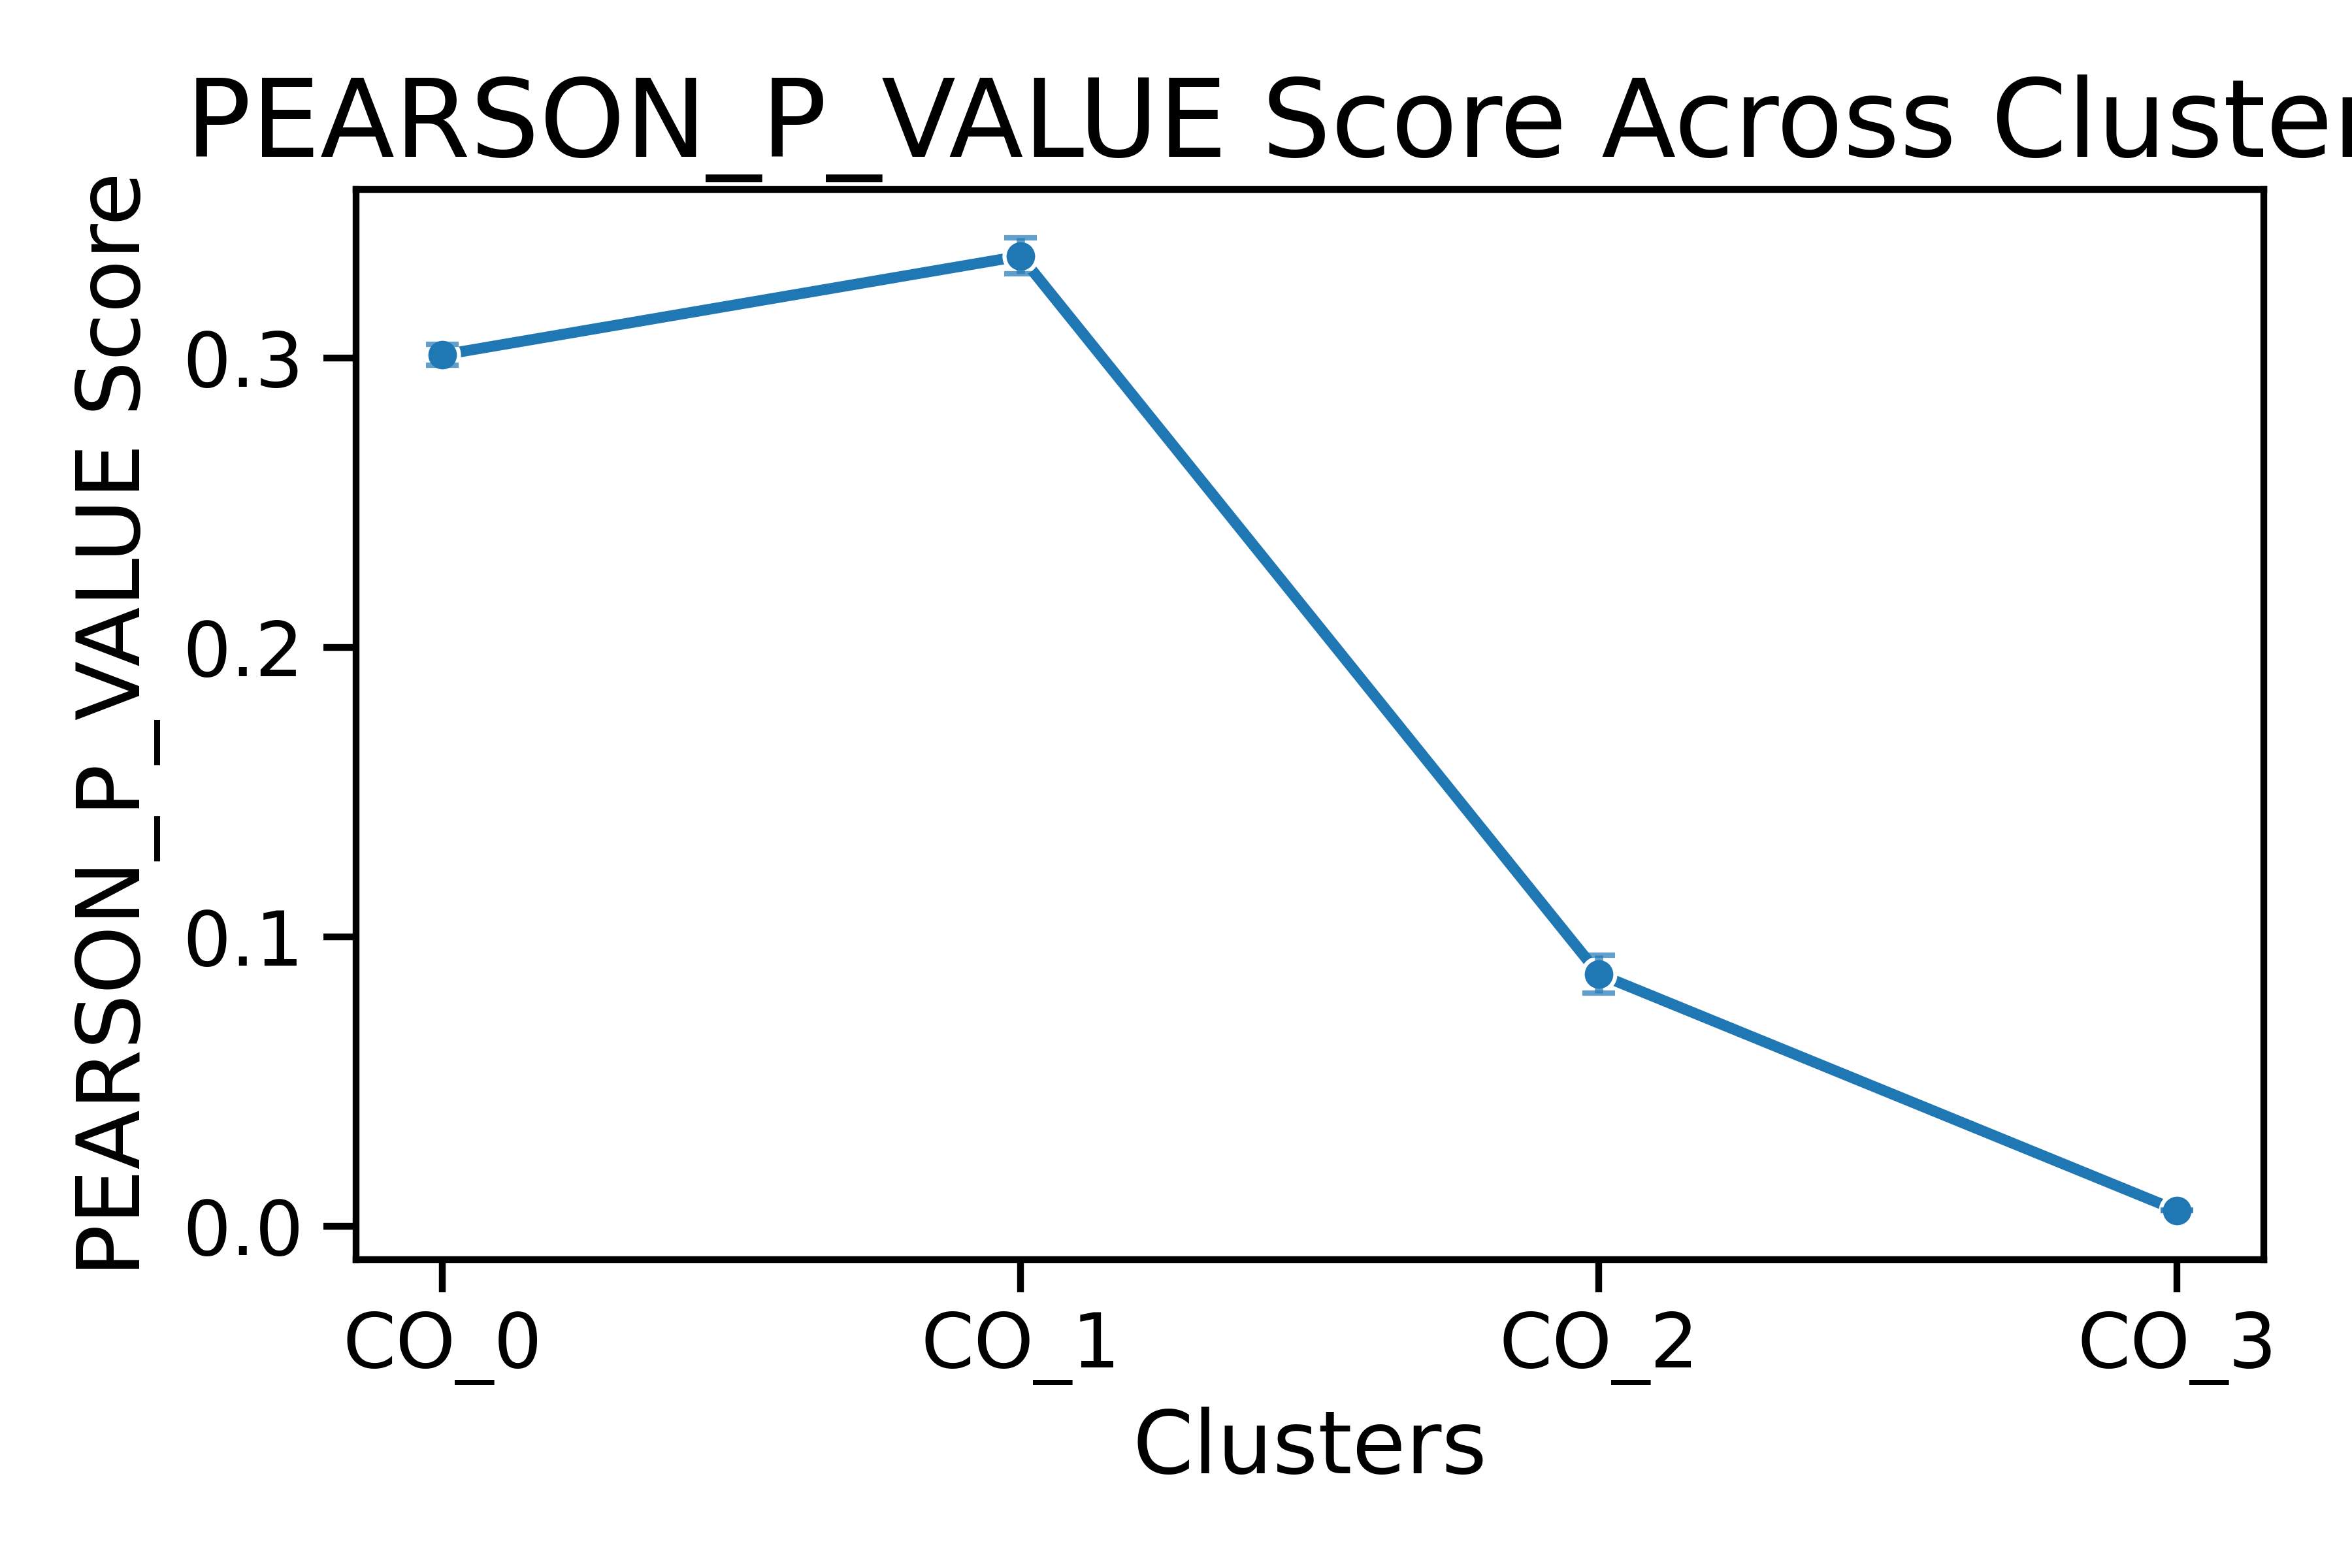 PEARSON_P_VALUE Score Across Cluster
PEARSON_P_VALUE Score
0.3
0.2
0.1
0.0
CO_0 CO_1 CO_2 CO_3
Clusters